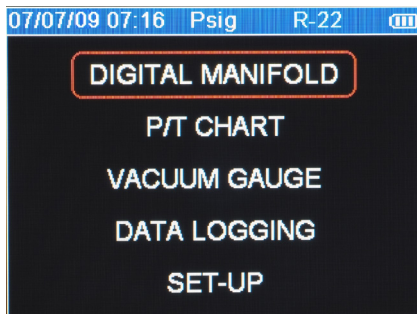 07/07/09 07:16 Psig R-22
DIGITAL MANIFOLD
P/T CHART
VACUUM GAUGE
DATA LOGGING
SET-UP